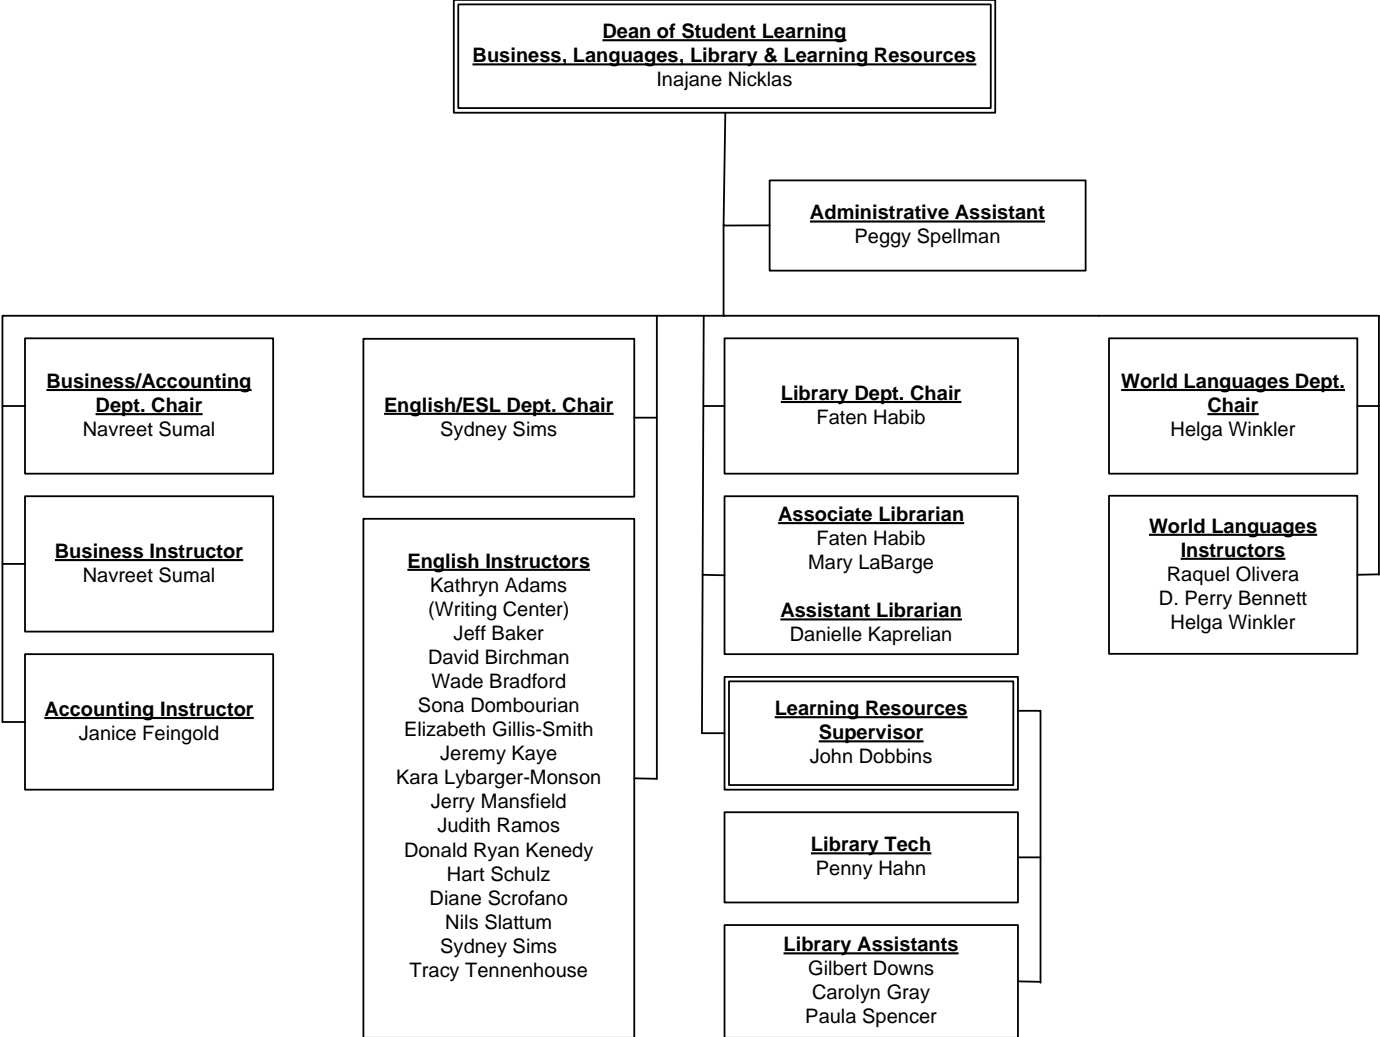 Dean of Student Learning
Business, Languages, Library & Learning Resources
Inajane Nicklas
Administrative Assistant
Peggy Spellman
Business/Accounting
Dept. Chair
Navreet Sumal
Business Instructor
Navreet Sumal
Accounting Instructor
Janice Feingold
English/ESL Dept. Chair
Sydney Sims
English Instructors
Kathryn Adams
(Writing Center)
Jeff Baker
David Birchman
Wade Bradford
Sona Dombourian
Elizabeth Gillis-Smith
Jeremy Kaye
Kara Lybarger-Monson
Jerry Mansfield
Judith Ramos
Donald Ryan Kenedy
Hart Schulz
Diane Scrofano
Nils Slattum
Sydney Sims
Tracy Tennenhouse
Library Dept. Chair
Faten Habib
Associate Librarian
Faten Habib
Mary LaBarge
Assistant Librarian
Danielle Kaprelian
Learning Resources
Supervisor
John Dobbins
Library Tech
Penny Hahn
Library Assistants
Gilbert Downs
Carolyn Gray
Paula Spencer
World Languages Dept.
Chair
Helga Winkler
World Languages
Instructors
Raquel Olivera
D. Perry Bennett
Helga Winkler